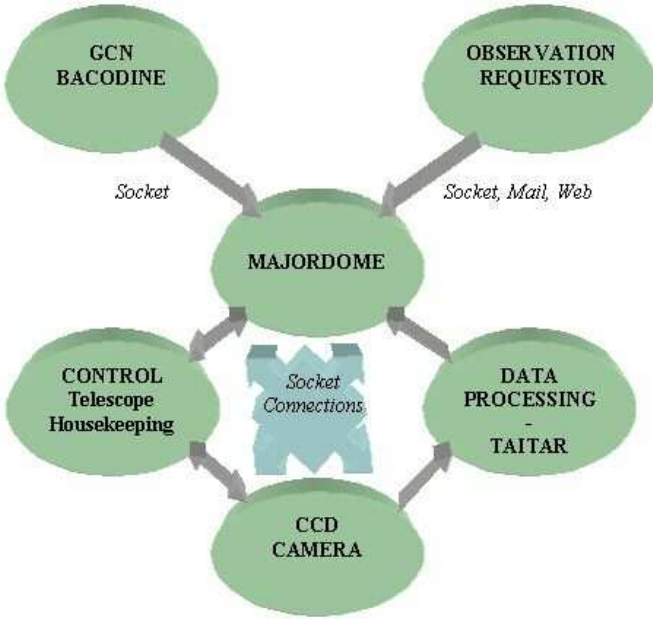 GCN
BACODINE
OBSERVATION
REQUESTOR
Socket
Socket, Mail, Web
MAJORDOME
CONTROL
Telescope
Housekeeping
Socket
Connections
DATA
PROCESSING
-
TAITAR
CCD
CAMERA